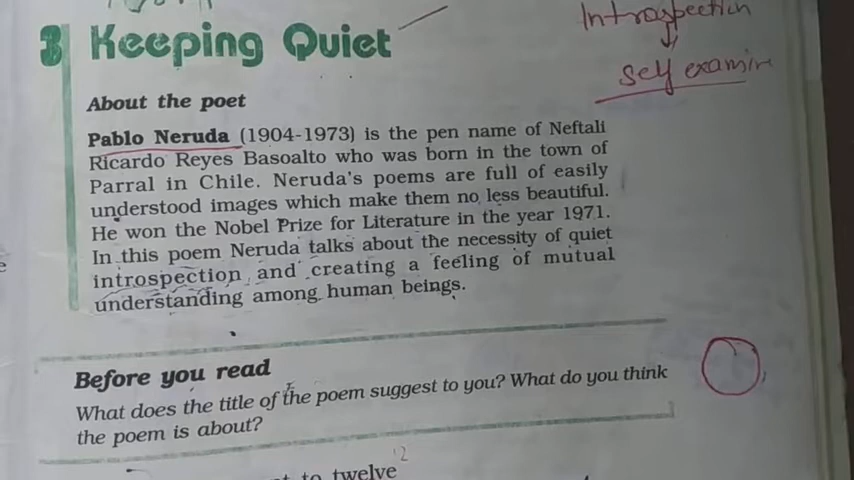 Introspection
self examin
3 Keeping Quiet
About the poet
Pablo Neruda (1904-1973) is the pen name of Neftali
Ricardo Reyes Basoalto who was born in the town of
Parral in Chile. Neruda's poems are full of easily
understood images which make them no less beautiful.
He won the Nobel Prize for Literature in the year 1971.
In this poem Neruda talks about the necessity of quiet
introspection and creating a feeling of mutual
understanding among human beings.
Before you read
What does the title of the poem suggest to you? What do you think
the poem is about?
12
to twelve